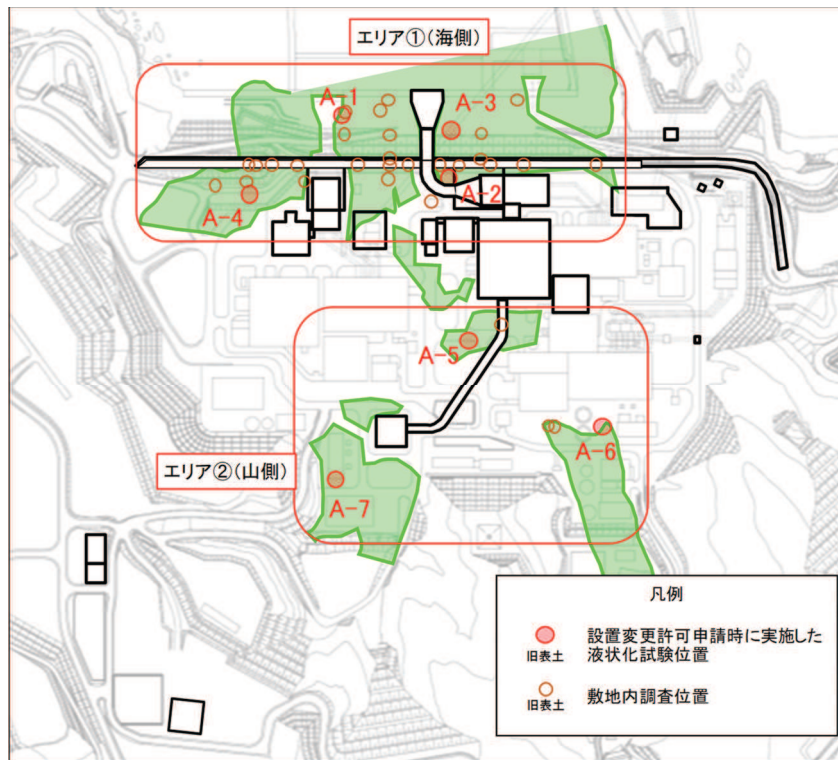 エリア①(海側)
A-1
A-3
A-4
A-2
A-5
エリア②(山側)
A-6
A-7
凡例
旧表土
設置変更許可申請時に実施した
液状化試験位置
旧表土
敷地内調査位置